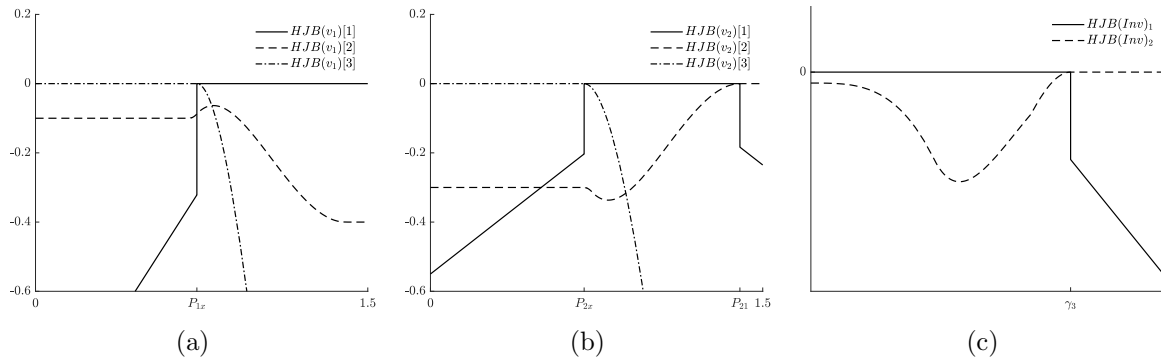 0.2
HJB(v₁)[1]
HJB(v₁)[2]
HJB(v₁)[3]
0
-0.2
-0.4
-0.6
0
P₁ₓ
1.5
(a)
0.2
HJB(v₂)[1]
HJB(v₂)[2]
HJB(v₂)[3]
0
-0.2
-0.4
-0.6
0
P₂ₓ
P₂₁
1.5
(b)
HJB(Inv)₁
HJB(Inv)₂
0
γ₃
(c)